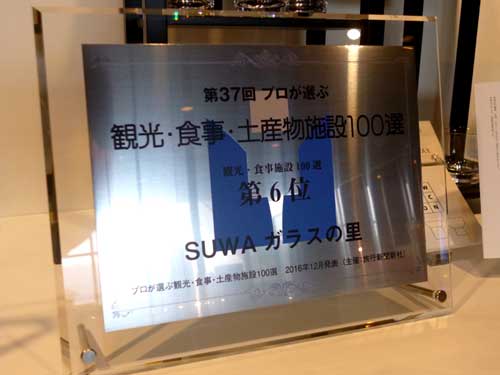 第37回 プロが選ぶ
観光・食事・土産物施設100選
観光・食事施設100選
第6位
SUWA ガラスの里
プロが選ぶ観光・食事・土産物施設100選 2016年12月発表（主催：旅行新聞新社）